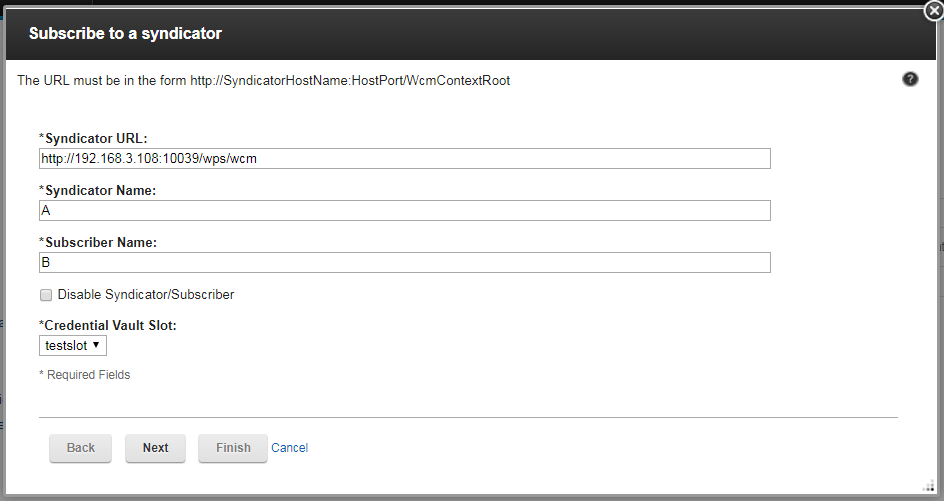 Subscribe to a syndicator
The URL must be in the form http://SyndicatorHostName:HostPort/WcmContextRoot
*Syndicator URL:
http://192.168.3.108:10039/wps/wcm
*Syndicator Name:
A
*Subscriber Name:
B
Disable Syndicator/Subscriber
*Credential Vault Slot:
testslot
* Required Fields
Back Next Finish Cancel